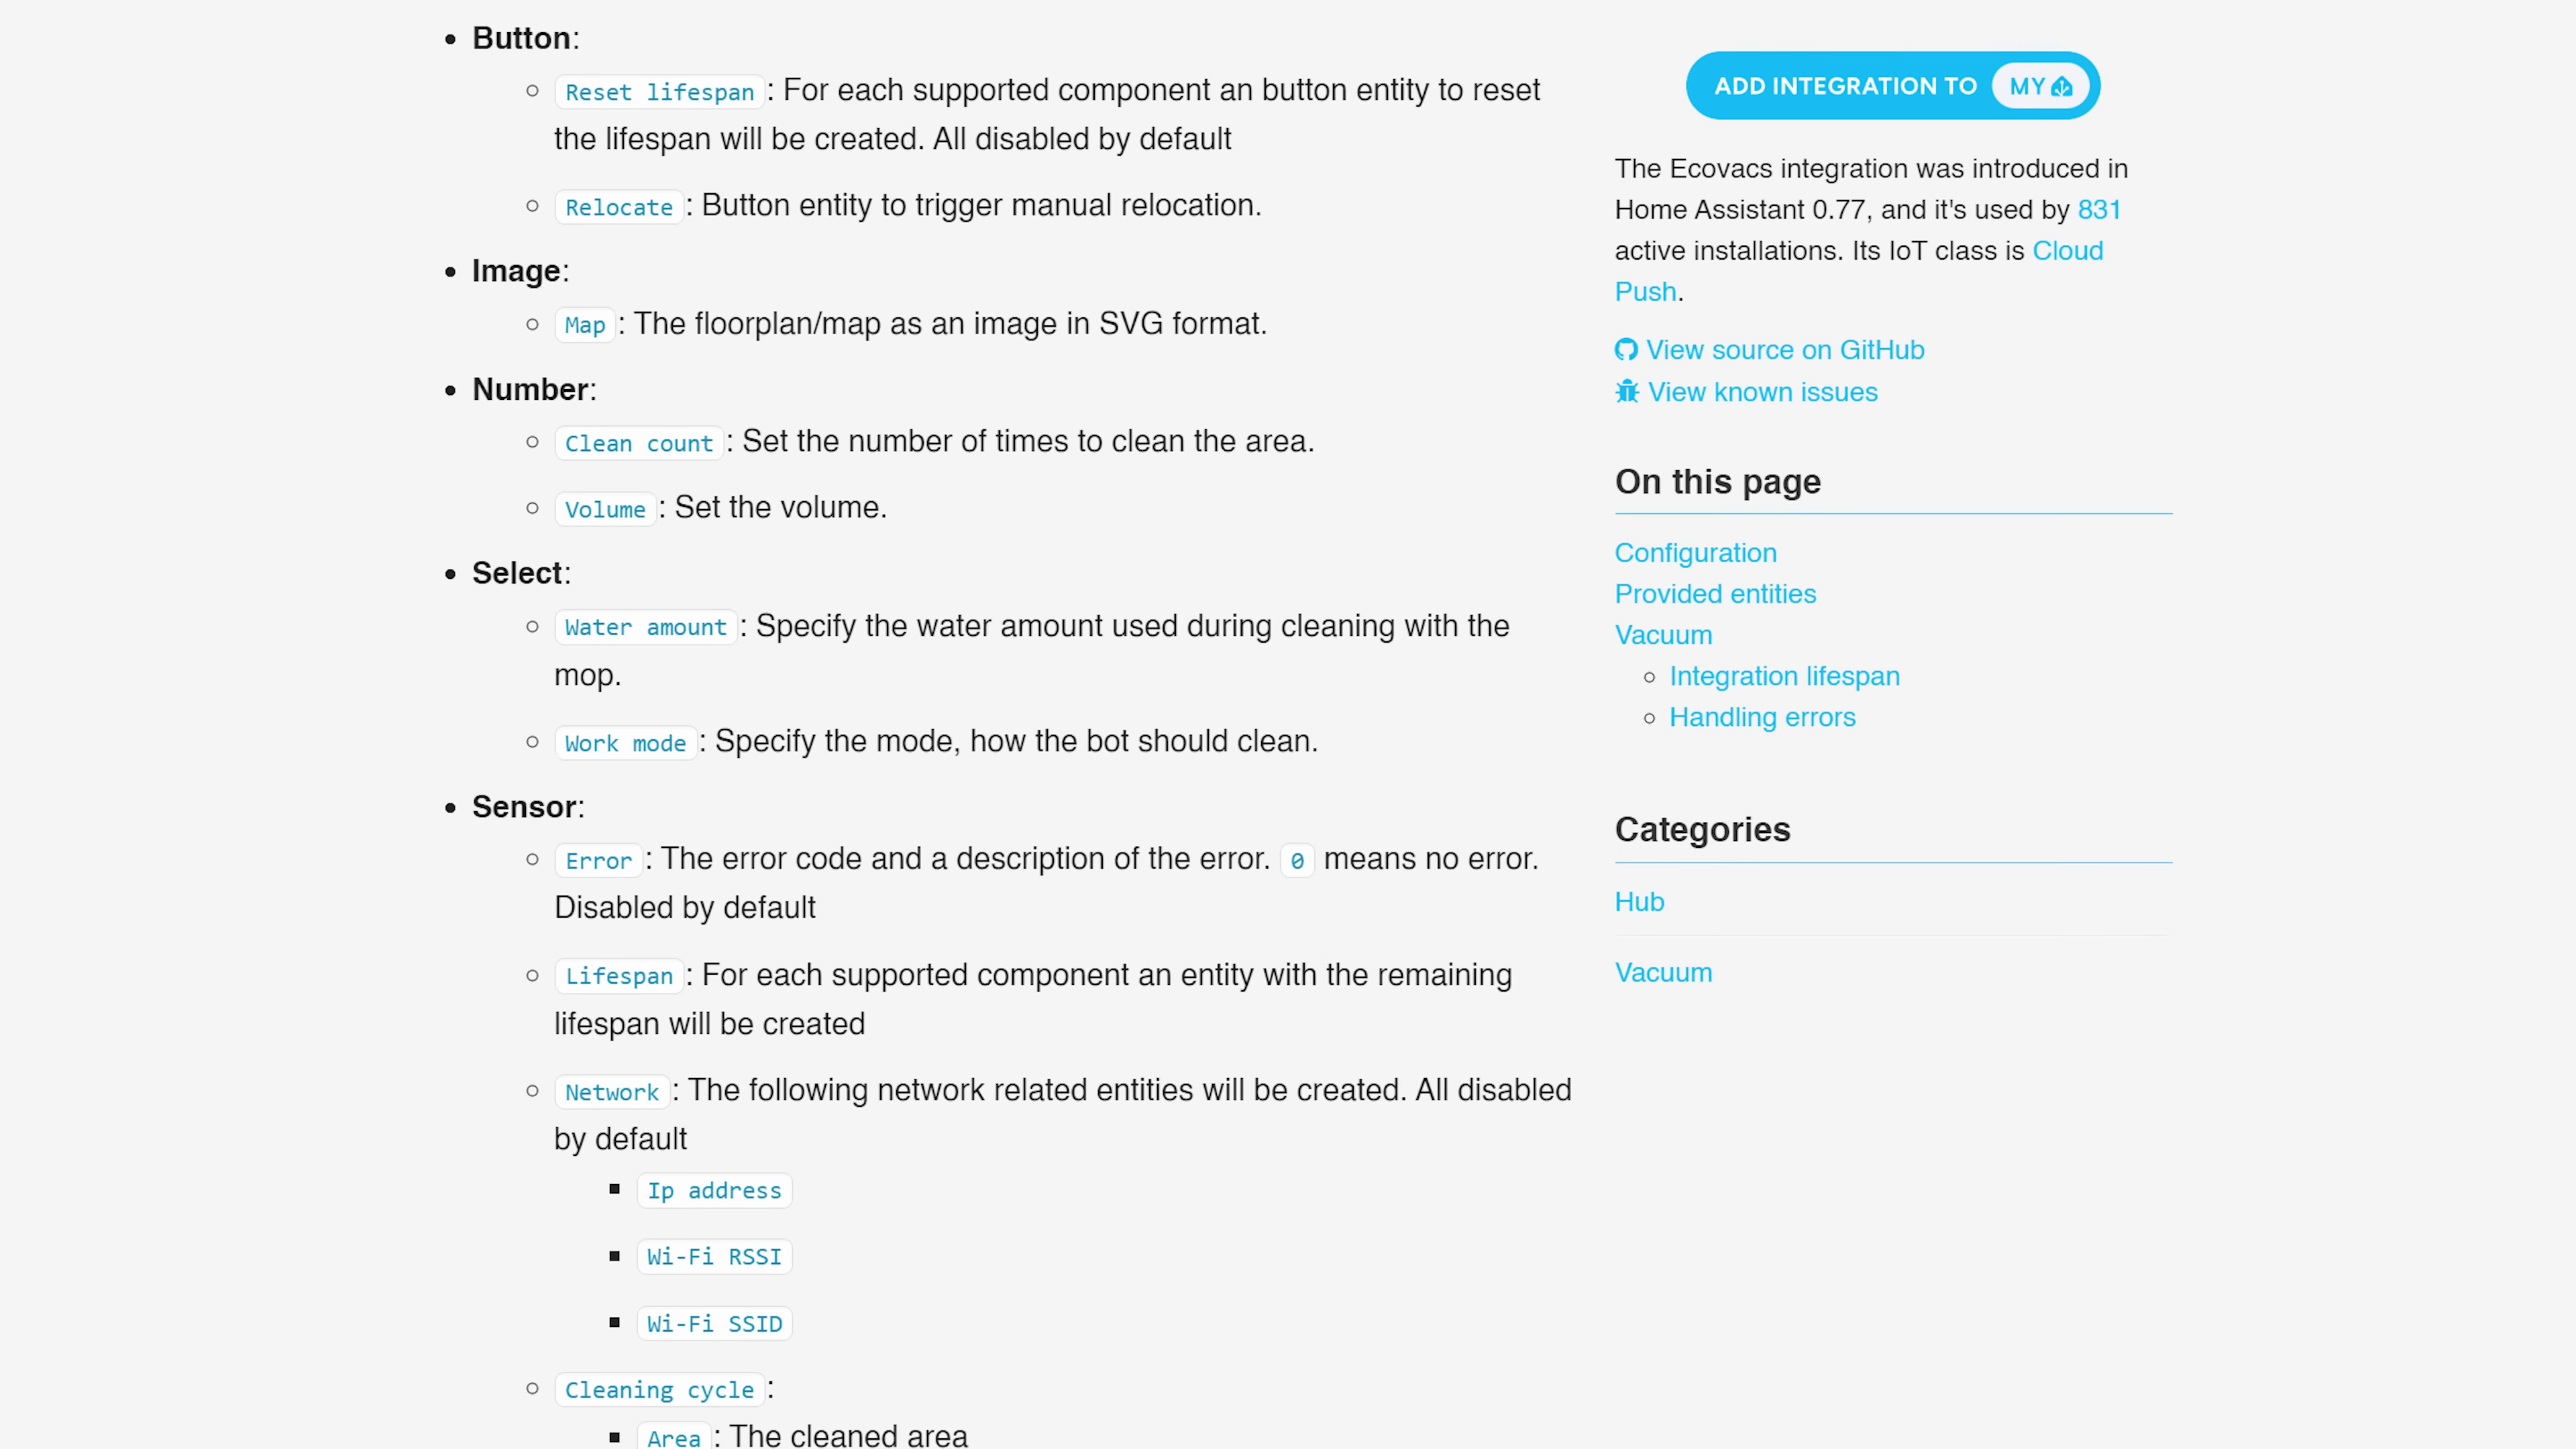 Button:
Reset lifespan: For each supported component an button entity to reset
the lifespan will be created. All disabled by default
Relocate: Button entity to trigger manual relocation.
Image:
Map: The floorplan/map as an image in SVG format.
Number:
Clean count: Set the number of times to clean the area.
Volume: Set the volume.
Select:
Water amount: Specify the water amount used during cleaning with the
mop.
Work mode: Specify the mode, how the bot should clean.
Sensor:
Error: The error code and a description of the error. 0 means no error.
Disabled by default
Lifespan: For each supported component an entity with the remaining
lifespan will be created
Network: The following network related entities will be created. All disabled
by default
Ip address
Wi-Fi RSSI
Wi-Fi SSID
Cleaning cycle:
Area: The cleaned area
ADD INTEGRATION TO MY
The Ecovacs integration was introduced in
Home Assistant 0.77, and it's used by 831
active installations. Its IoT class is Cloud
Push.
View source on GitHub
View known issues
On this page
Configuration
Provided entities
Vacuum
Integration lifespan
Handling errors
Categories
Hub
Vacuum